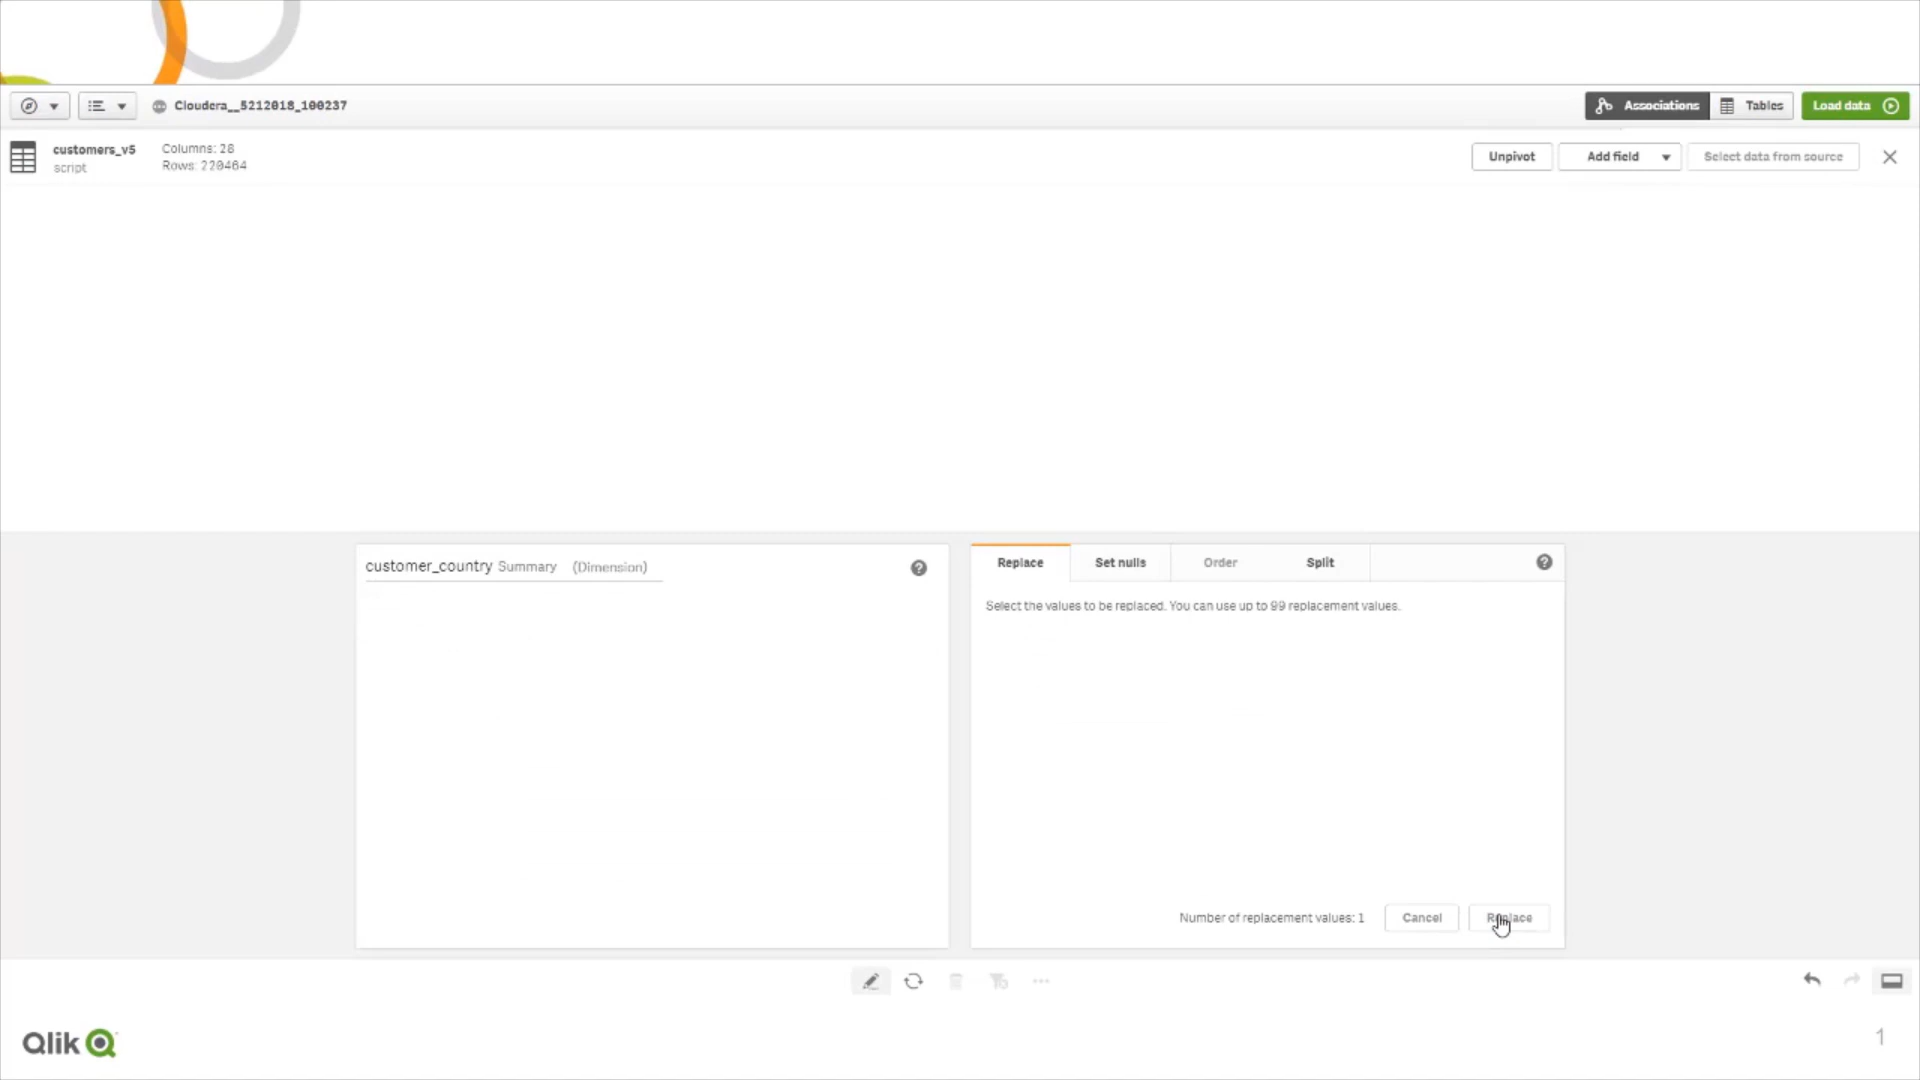 Cloudera__5212018_100237
Associations
Tables
Load data
customers_v5
script
Columns: 28
Rows: 220464
Unpivot
Add field
Select data from source
customer_country Summary (Dimension)
Replace
Set nulls
Order
Split
Select the values to be replaced. You can use up to 99 replacement values.
Number of replacement values: 1
Cancel
Replace
Qlik
1